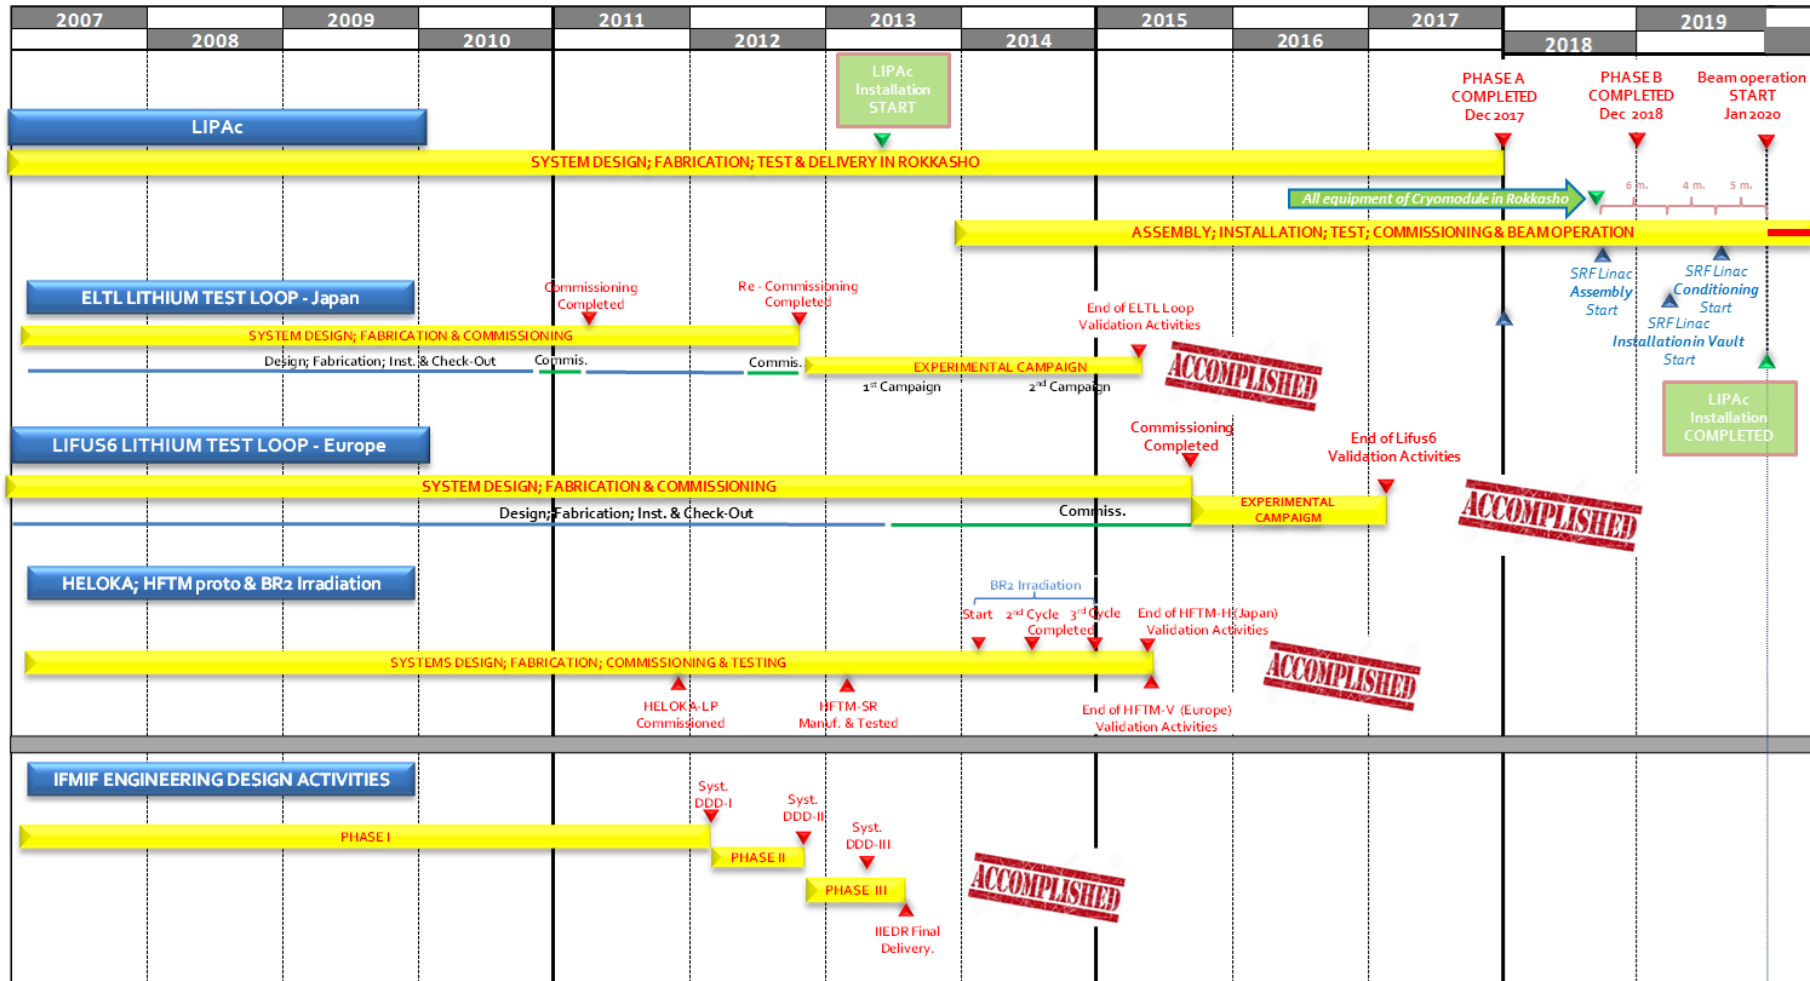 2007
2009
2011
2013
2015
2017
2019
2008
2010
2012
2014
2016
2018
LIPAc
Installation
START
PHASE A
COMPLETED
Dec 2017
PHASE B
COMPLETED
Dec 2018
Beam operation
START
Jan 2020
LIPAc
SYSTEM DESIGN; FABRICATION; TEST & DELIVERY IN ROKKASHO
All equipment of Cryomodule in Rokkasho
6 m.
4 m.
5 m.
ASSEMBLY; INSTALLATION; TEST; COMMISSIONING & BEAM OPERATION
SRF Linac
Assembly
Start
SRF Linac
Conditioning
Start
SRF Linac
Installation in Vault
Start
LIPAc
Installation
COMPLETED
ELTL LITHIUM TEST LOOP - Japan
Commissioning
Completed
Re - Commissioning
Completed
End of ELTL Loop
Validation Activities
SYSTEM DESIGN; FABRICATION & COMMISSIONING
Design; Fabrication; Inst. & Check-Out
Commis.
Commis.
EXPERIMENTAL CAMPAIGN
1st Campaign
2nd Campaign
ACCOMPLISHED
LIFUS6 LITHIUM TEST LOOP - Europe
Commissioning
Completed
End of Lifus6
Validation Activities
SYSTEM DESIGN; FABRICATION & COMMISSIONING
Design; Fabrication; Inst. & Check-Out
Commiss.
EXPERIMENTAL
CAMPAIGM
ACCOMPLISHED
HELOKA; HFTM proto & BR2 Irradiation
BR2 Irradiation
Start
2nd Cycle
3rd Cycle
Completed
End of HFTM-H (Japan)
Validation Activities
SYSTEMS DESIGN; FABRICATION; COMMISSIONING & TESTING
HELOKA-LP
Commissioned
HFTM-SR
Manuf. & Tested
End of HFTM-V (Europe)
Validation Activities
ACCOMPLISHED
IFMIF ENGINEERING DESIGN ACTIVITIES
Syst.
DDD-I
Syst.
DDD-II
Syst.
DDD-III
PHASE I
PHASE II
PHASE III
IIEDR Final
Delivery.
ACCOMPLISHED